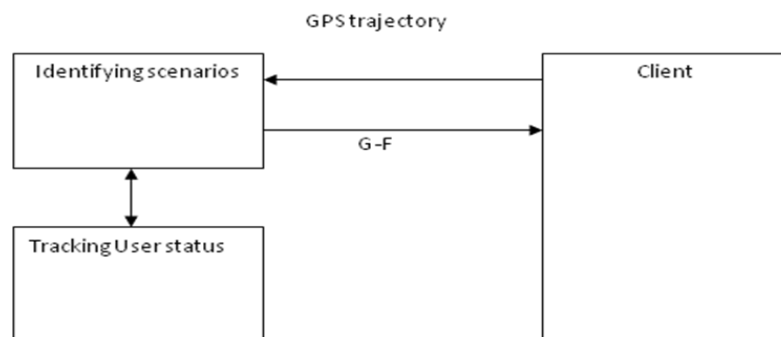 GPS trajectory
Identifying scenarios
Client
G-F
Tracking User status